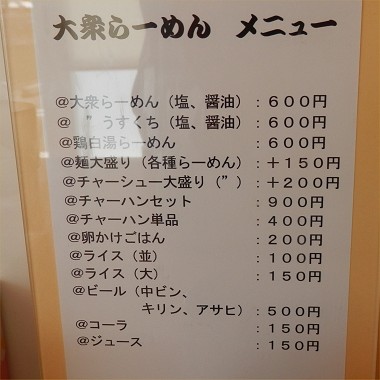 大衆らーめん メニュー
@大衆らーめん（塩、醤油）：６００円
@ ”うすくち（塩、醤油）：６００円
@鶏白湯らーめん ：６００円
@麺大盛り（各種らーめん）：＋１５０円
@チャーシュー大盛り（”）：＋２００円
@チャーハンセット ：９００円
@チャーハン単品 ：４００円
@卵かけごはん ：２００円
@ライス（並） ：１００円
@ライス（大） ：１５０円
@ビール（中ビン、
キリン、アサヒ）：５００円
@コーラ ：１５０円
@ジュース ：１５０円